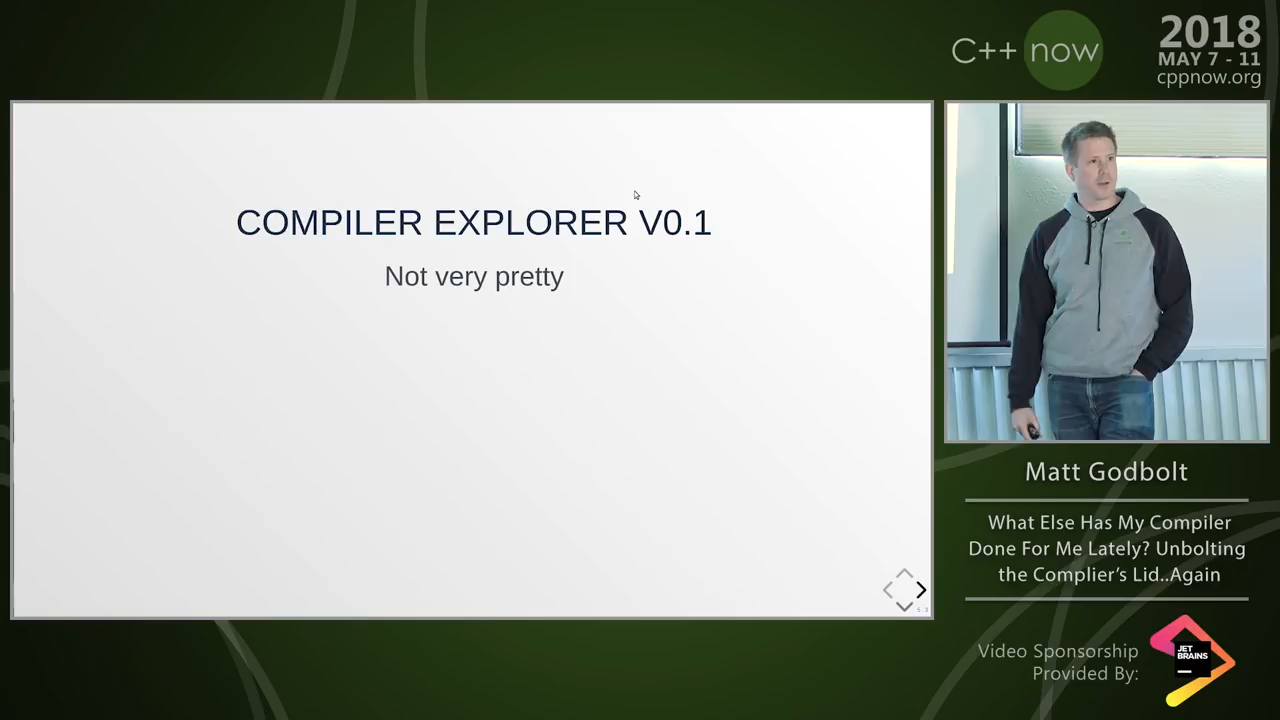 C++ now
2018
MAY 7 - 11
cppnow.org
COMPILER EXPLORER V0.1
Not very pretty
Matt Godbolt
What Else Has My Compiler
Done For Me Lately? Unbolting
the Complier's Lid..Again
Video Sponsorship
Provided By:
JET
BRAINS